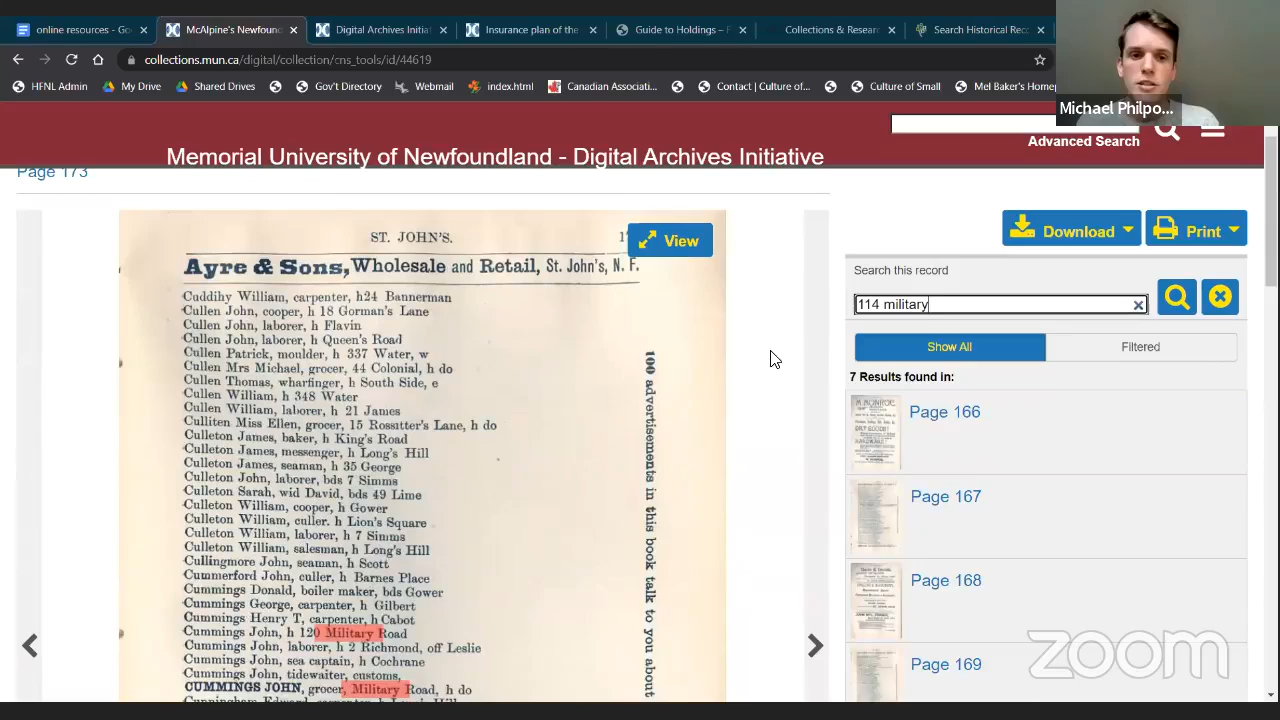 online resources - Go
McAlpine's Newfound
Digital Archives Initiat
Insurance plan of the
Guide to Holdings – F
Collections & Resear
Search Historical Rec
collections.mun.ca/digital/collection/cns_tools/id/44619
HFNL Admin
My Drive
Shared Drives
Gov't Directory
Webmail
index.html
Canadian Associati...
Contact | Culture of...
Culture of Small
Mel Baker's Home
Michael Philpo...
Memorial University of Newfoundland - Digital Archives Initiative
Advanced Search
Page 173
Download
Print
View
ST. JOHN'S.
Ayre & Sons, Wholesale and Retail, St. John's, N. F.
Cuddihy William, carpenter, h24 Bannerman
Cullen John, cooper, h 18 Gorman's Lane
Cullen John, laborer, h Flavin
Cullen John, laborer, h Queen's Road
Cullen Patrick, moulder, h 337 Water, w
Cullen Mrs Michael, grocer, 44 Colonial, h do
Cullen Thomas, wharfinger, h South Side, e
Cullen William, h 348 Water
Cullen William, laborer, h 21 James
Culliten Miss Ellen, grocer, 15 Rossitter's Lane, h do
Culleton James, baker, h King's Road
Culleton James, messenger, h Long's Hill
Culleton James, seaman, h 35 George
Culleton John, laborer, bds 7 Simms
Culleton Sarah, wid David, bds 49 Lime
Culleton William, cooper, h Gower
Culleton William, culler. h Lion's Square
Culleton William, laborer, h 7 Simms
Culleton William, salesman, h Long's Hill
Cullingmore John, seaman, h Scott
Cummerford John, culler, h Barnes Place
Cummings Donald, boiler maker, bds Gower
Cummings George, carpenter, h Gilbert
Cummings Henry T, carpenter, h Cabot
Cummings John, h 120 Military Road
Cummings John, laborer, h 2 Richmond, off Leslie
Cummings John, sea captain, h Cochrane
Cummings John, tidewaiter, customs,
CUMMINGS JOHN, grocer, Military Road, h do
100 advertisements in this book talk to you about
Search this record
114 military
Show All
Filtered
7 Results found in:
Page 166
Page 167
Page 168
Page 169
zoom